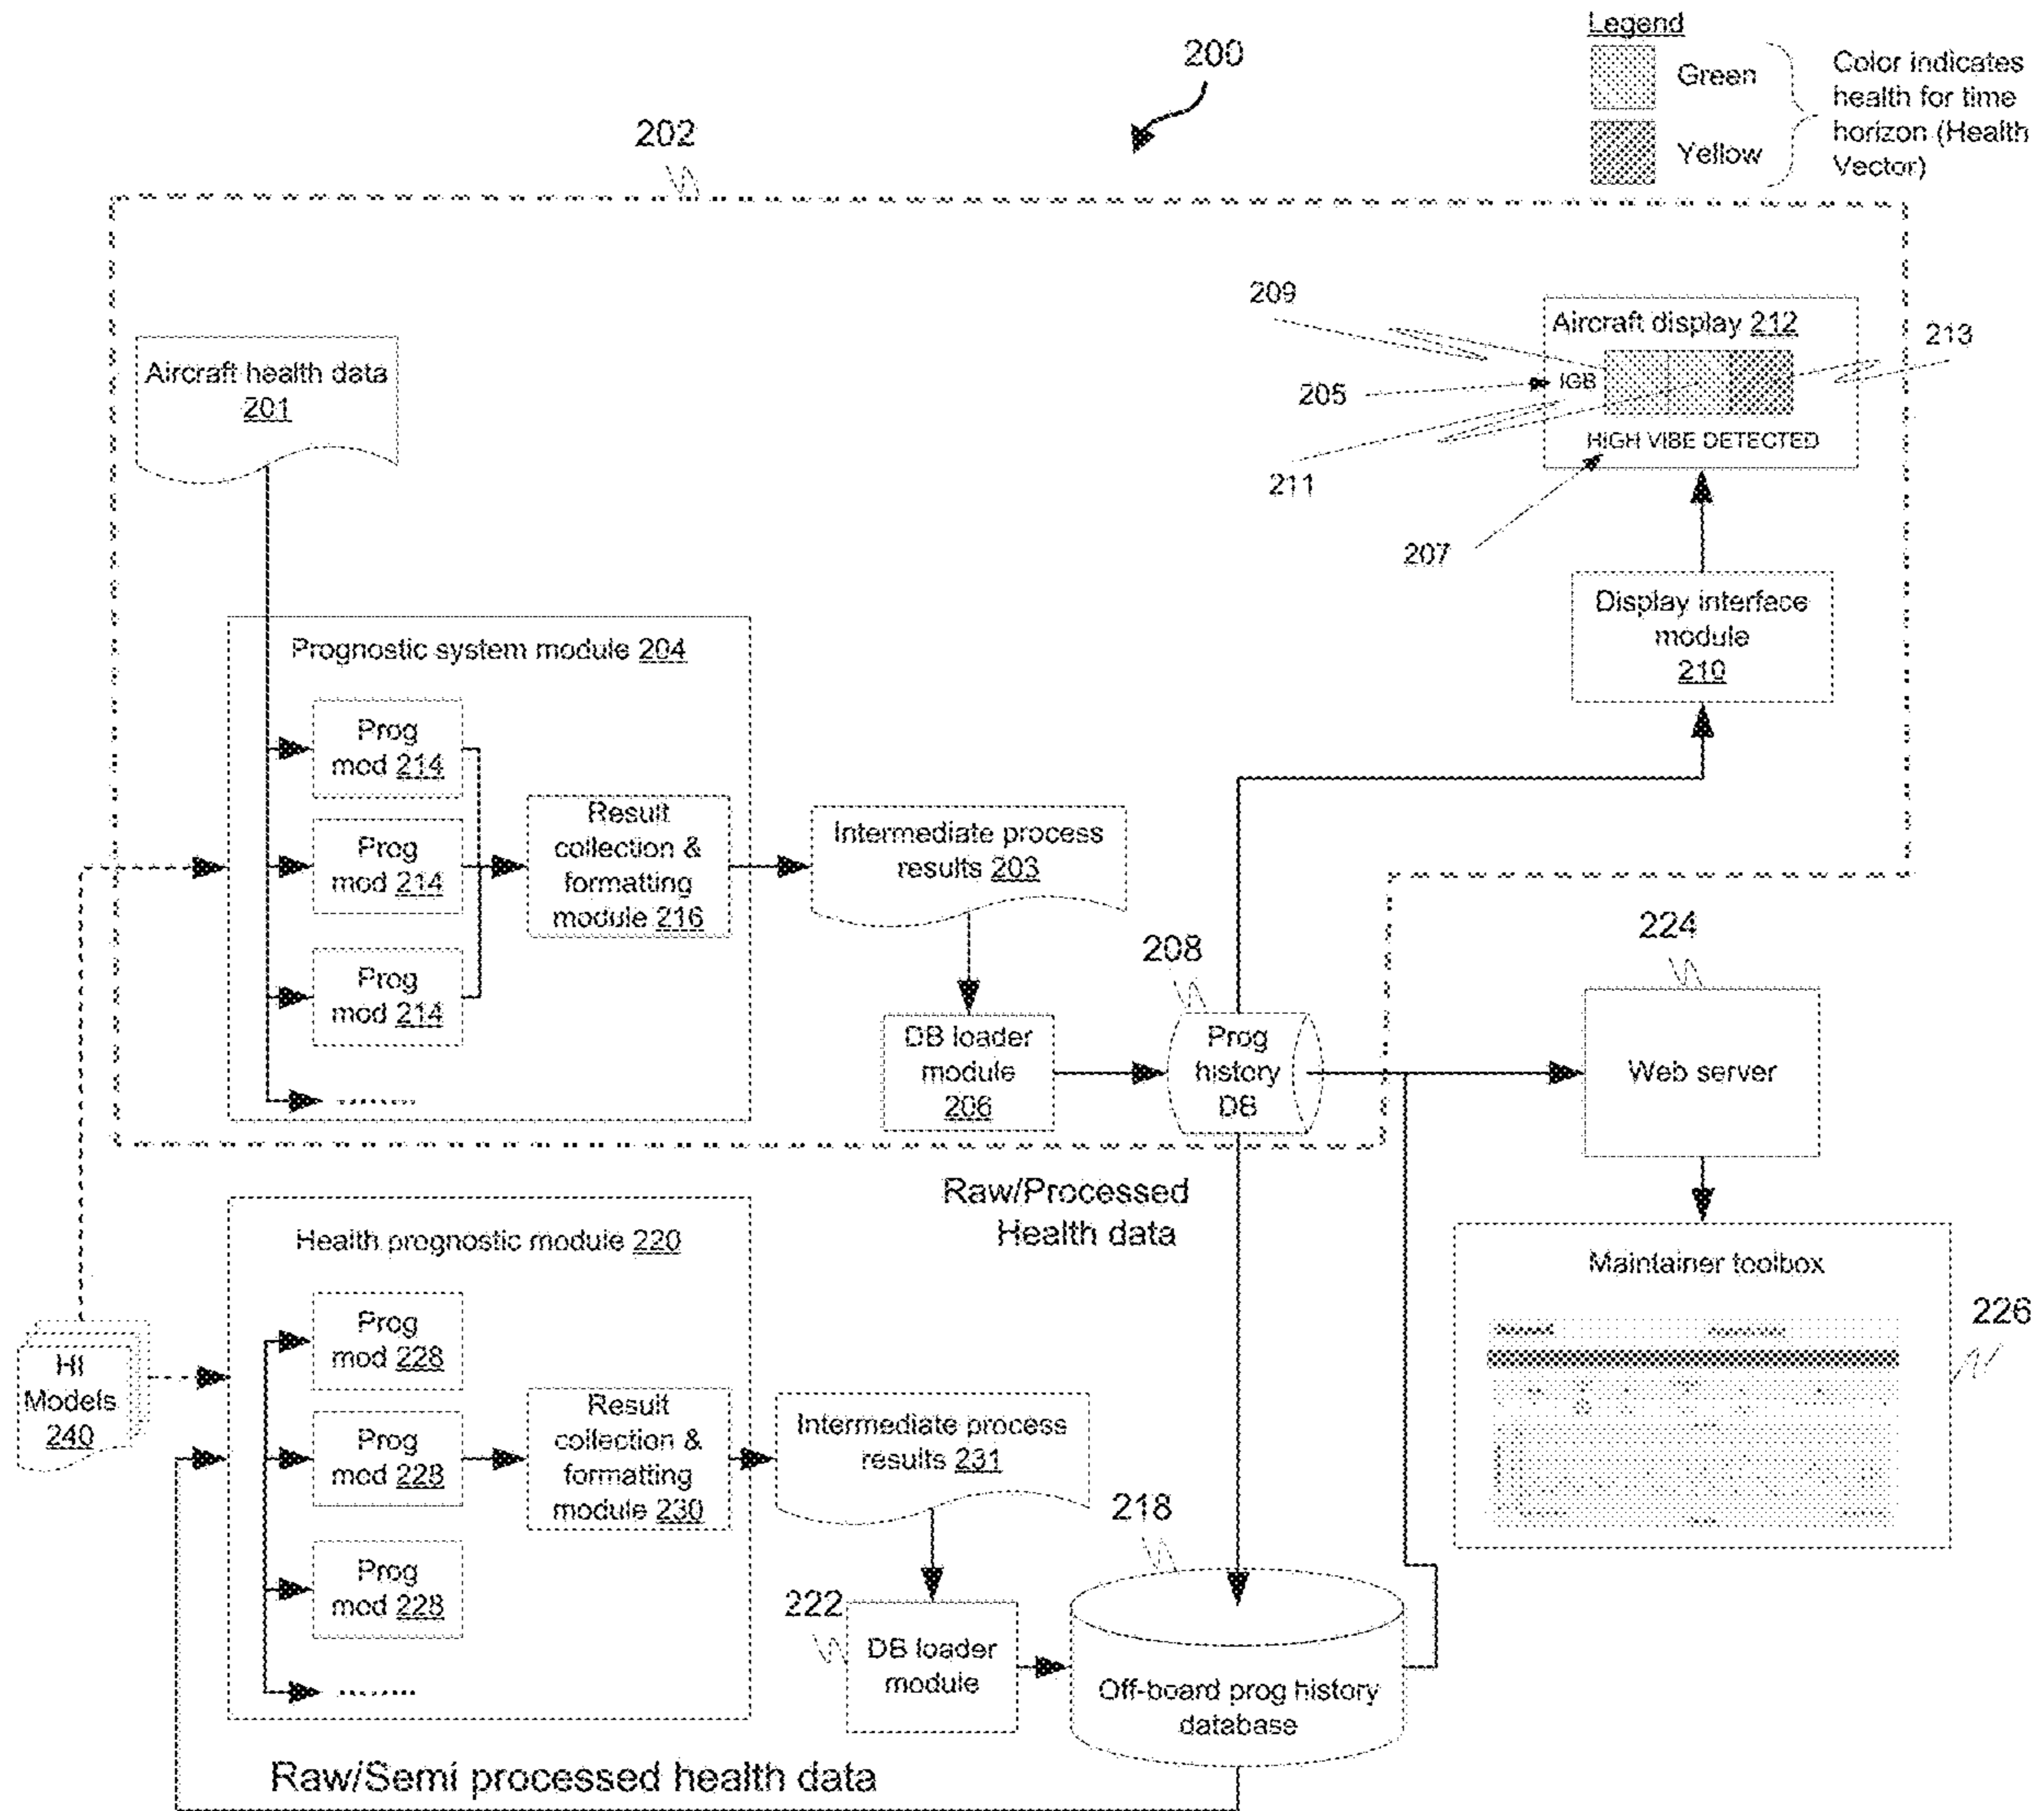 Legend
Green
Yellow
Color indicates
health for time
horizon (Health
Vector)
200
202
Aircraft health data
201
209
205
211
207
213
Aircraft display 212
IGB
HIGH VIBE DETECTED
Display interface
module
210
Prognostic system module 204
Prog
mod 214
Prog
mod 214
Prog
mod 214
........
Result
collection &
formatting
module 216
Intermediate process
results 203
DB loader
module
206
208
Prog
history
DB
224
Web server
Raw/Processed
Health data
Maintainer toolbox
226
HI
Models
240
Health prognostic module 220
Prog
mod 228
Prog
mod 228
Prog
mod 228
........
Result
collection &
formatting
module 230
Intermediate process
results 231
222
DB loader
module
218
Off-board prog history
database
Raw/Semi processed health data